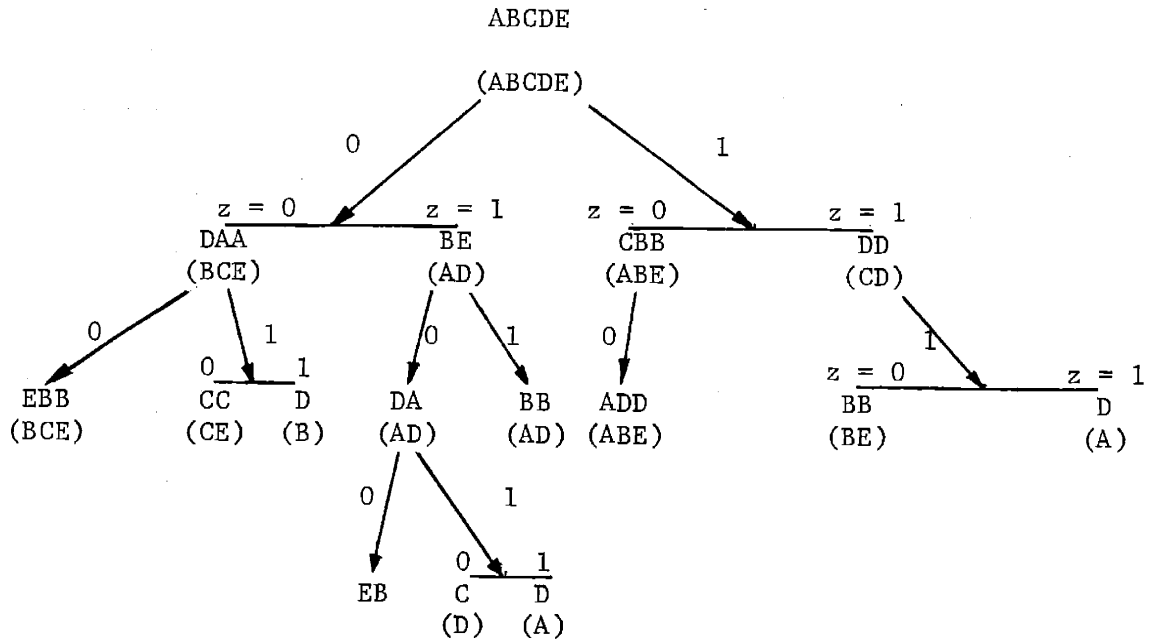 ABCDE
(ABCDE)
0 1
z = 0 z = 1 z = 0 z = 1
DAA BE CBB DD
(BCE) (AD) (ABE) (CD)
0 1 0 1 0 1
0 1 z = 0 z = 1
EBB CC D DA BB ADD BB D
(BCE) (CE) (B) (AD) (AD) (ABE) (BE) (A)
0 1
0 1
EB C D
(D) (A)